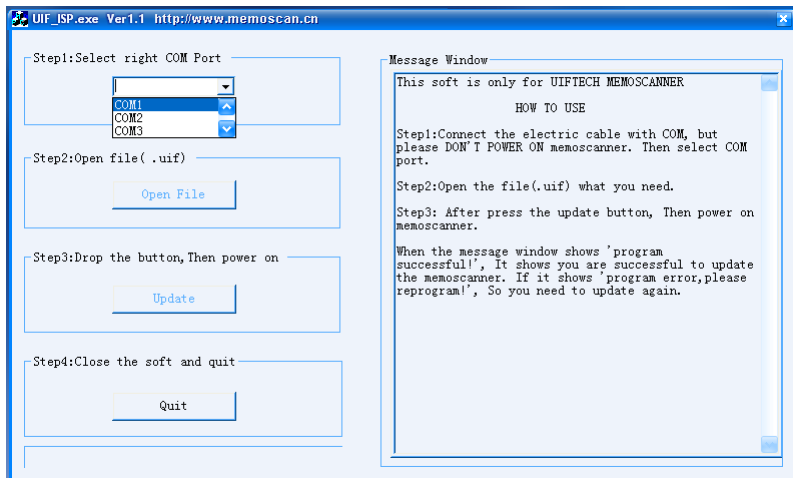 UIF_ISP.exe Ver1.1 http://www.memoscan.cn
Step1:Select right COM Port
COM1
COM2
COM3
Step2:Open file( .uif)
Open File
Step3:Drop the button,Then power on
Update
Step4:Close the soft and quit
Quit
Message Window
This soft is only for UIFTECH MEMOSCANNER
HOW TO USE
Step1:Connect the electric cable with COM, but
please DON'T POWER ON memoscanner. Then select COM
port.
Step2:Open the file(.uif) what you need.
Step3: After press the update button, Then power on
memoscanner.
When the message window shows 'program
successful!', It shows you are successful to update
the memoscanner. If it shows 'program error,please
reprogram!', So you need to update again.